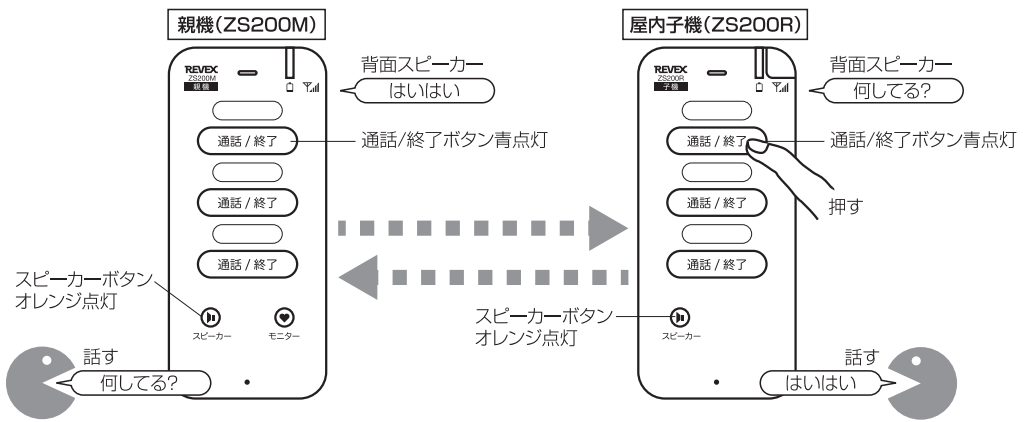 親機(ZS200M)
REVEX
ZS200M
親機
背面スピーカー
はいはい
通話/終了
通話/終了ボタン青点灯
通話/終了
通話/終了
スピーカーボタン
オレンジ点灯
スピーカー
モニター
話す
何してる?
屋内子機(ZS200R)
REVEX
ZS200R
子機
背面スピーカー
何してる?
通話/終了
通話/終了ボタン青点灯
押す
通話/終了
通話/終了
スピーカーボタン
オレンジ点灯
スピーカー
話す
はいはい